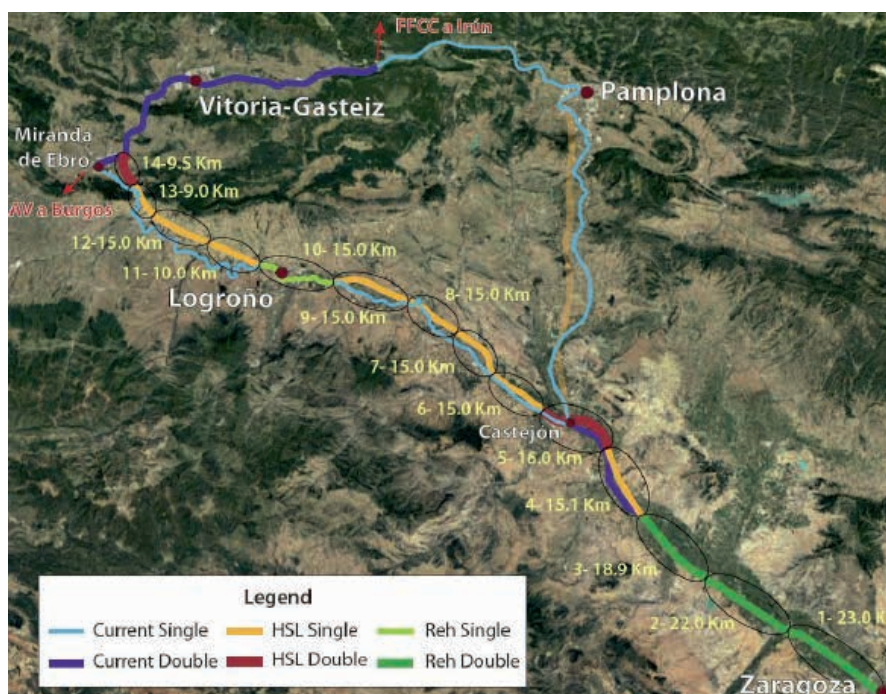 FFCC a Irún
Vitoria-Gasteiz
Pamplona
Miranda
de Ebro
14-9.5 Km
13-9.0 Km
AV a Burgos
12-15.0 Km
10- 15.0 Km
11- 10.0 Km
Logroño
8- 15.0 Km
9- 15.0 Km
7- 15.0 Km
6- 15.0 Km
Castejón
5- 16.0 Km
4- 15.1 Km
3- 18.9 Km
1- 23.0 K
2- 22.0 Km
Zaragoza
Legend
Current Single
HSL Single
Reh Single
Current Double
HSL Double
Reh Double